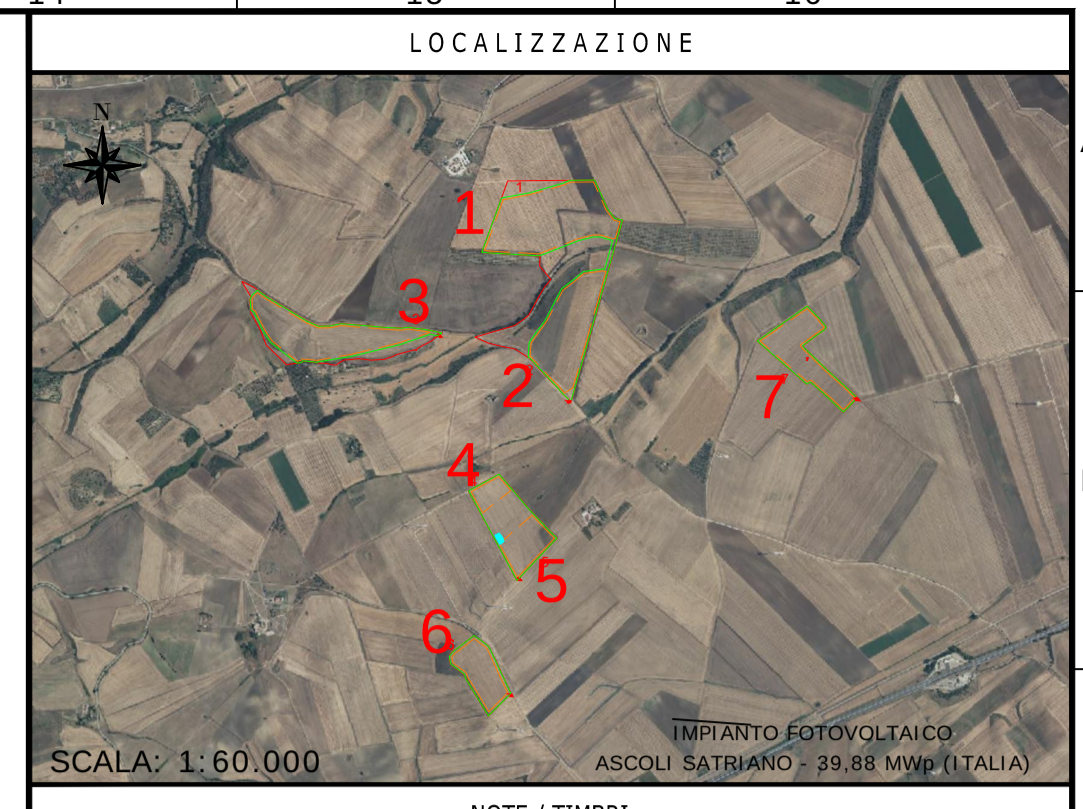 LOCALIZZAZIONE
N
1
1
3
2
7
4
5
6
IMPIANTO FOTOVOLTAICO
SCALA: 1:60.000
ASCOLI SATRIANO - 39,88 MWp (ITALIA)
NOTE / TIMBRI